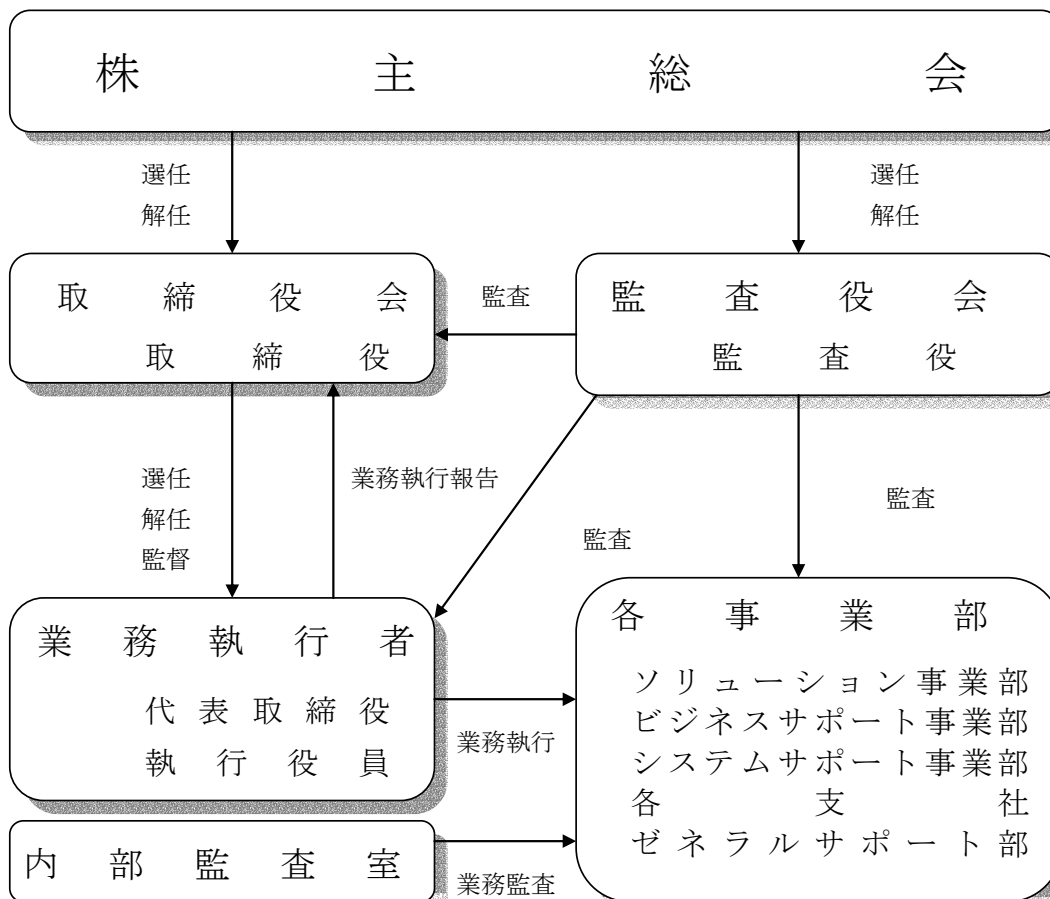 株主総会
選任
解任
選任
解任
取締役会
取締役
監査
監査役会
監査役
選任
解任
監督
業務執行報告
監査
監査
業務執行者
代表取締役
執行役員
業務執行
各事業部
ソリューション事業部
ビジネスサポート事業部
システムサポート事業部
各支社
ゼネラルサポート部
内部監査室
業務監査